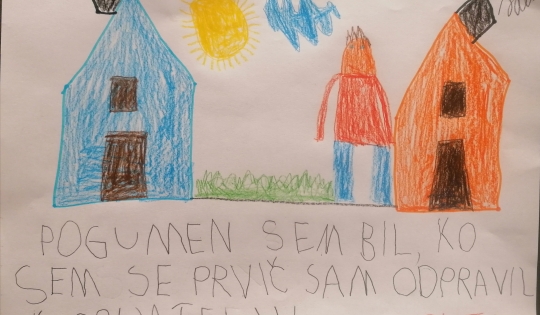 POGUMEN SEM BIL, KO
SEM SE PRVIČ SAM ODPRAVIL